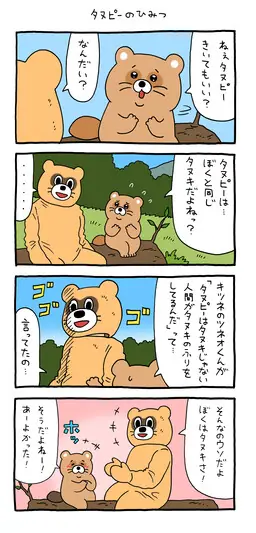 タヌピーのひみつ
ねぇタヌピー
きいてもいい?
なんだい?
タヌピーは…
ぼくと同じ
タヌキだよねっ?
・・・・・・
キツネのツネオくんが
「タヌピーはタヌキじゃない
人間がタヌキのふりを
してるんだ」って…
言ってたの…
ゴゴゴ
そんなのウソだよ
ぼくはタヌキさ!
ホッ
そうだよねー!
あーよかった!